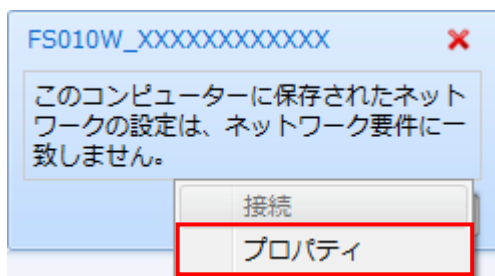 FS010W_XXXXXXXXXXXX
このコンピューターに保存されたネット
ワークの設定は、ネットワーク要件に一
致しません。
接続
プロパティ